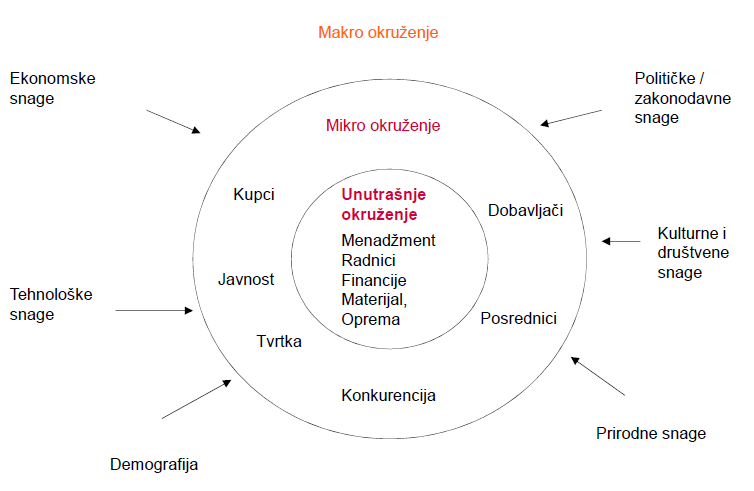 Makro okruženje
Ekonomske
snage
Političke /
zakonodavne
snage
Mikro okruženje
Kupci
Unutrašnje
okruženje
Dobavljači
Menadžment
Radnici
Financije
Materijal,
Oprema
Kulturne i
društvene
snage
Javnost
Tehnološke
snage
Posrednici
Tvrtka
Konkurencija
Prirodne snage
Demografija